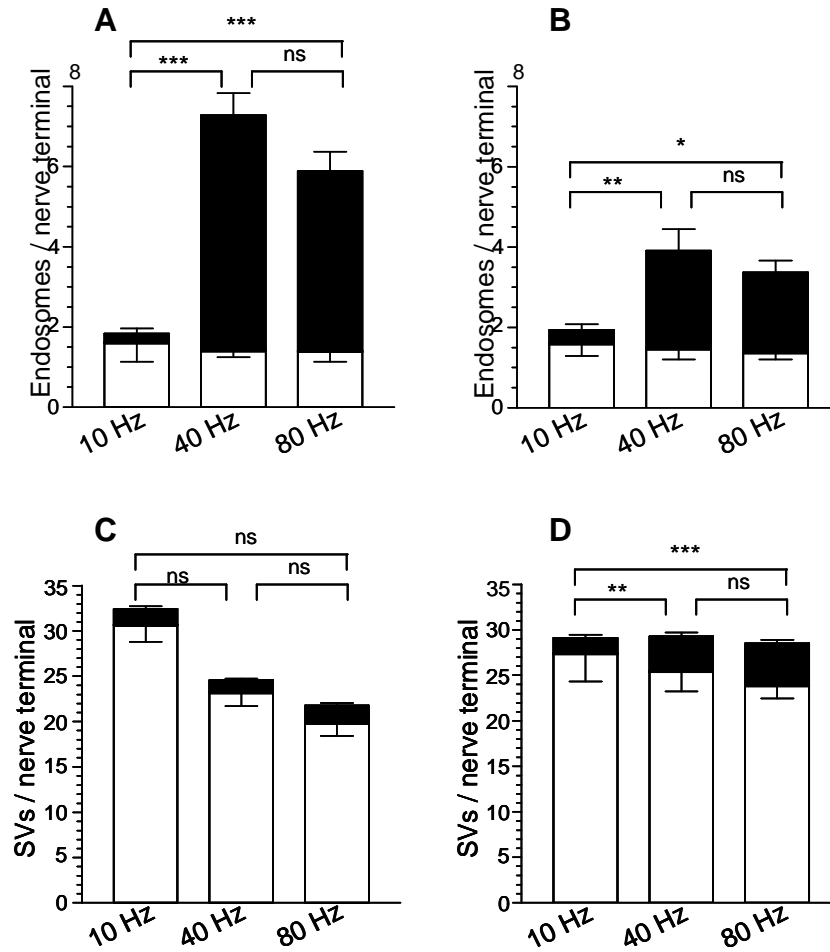 A
***
***
ns
8
6
4
2
0
Endosomes / nerve terminal
10 Hz
40 Hz
80 Hz
B
*
**
ns
8
6
4
2
0
Endosomes / nerve terminal
10 Hz
40 Hz
80 Hz
C
ns
ns
ns
35
30
25
20
15
10
5
0
SVs / nerve terminal
10 Hz
40 Hz
80 Hz
D
***
**
ns
35
30
25
20
15
10
5
0
SVs / nerve terminal
10 Hz
40 Hz
80 Hz